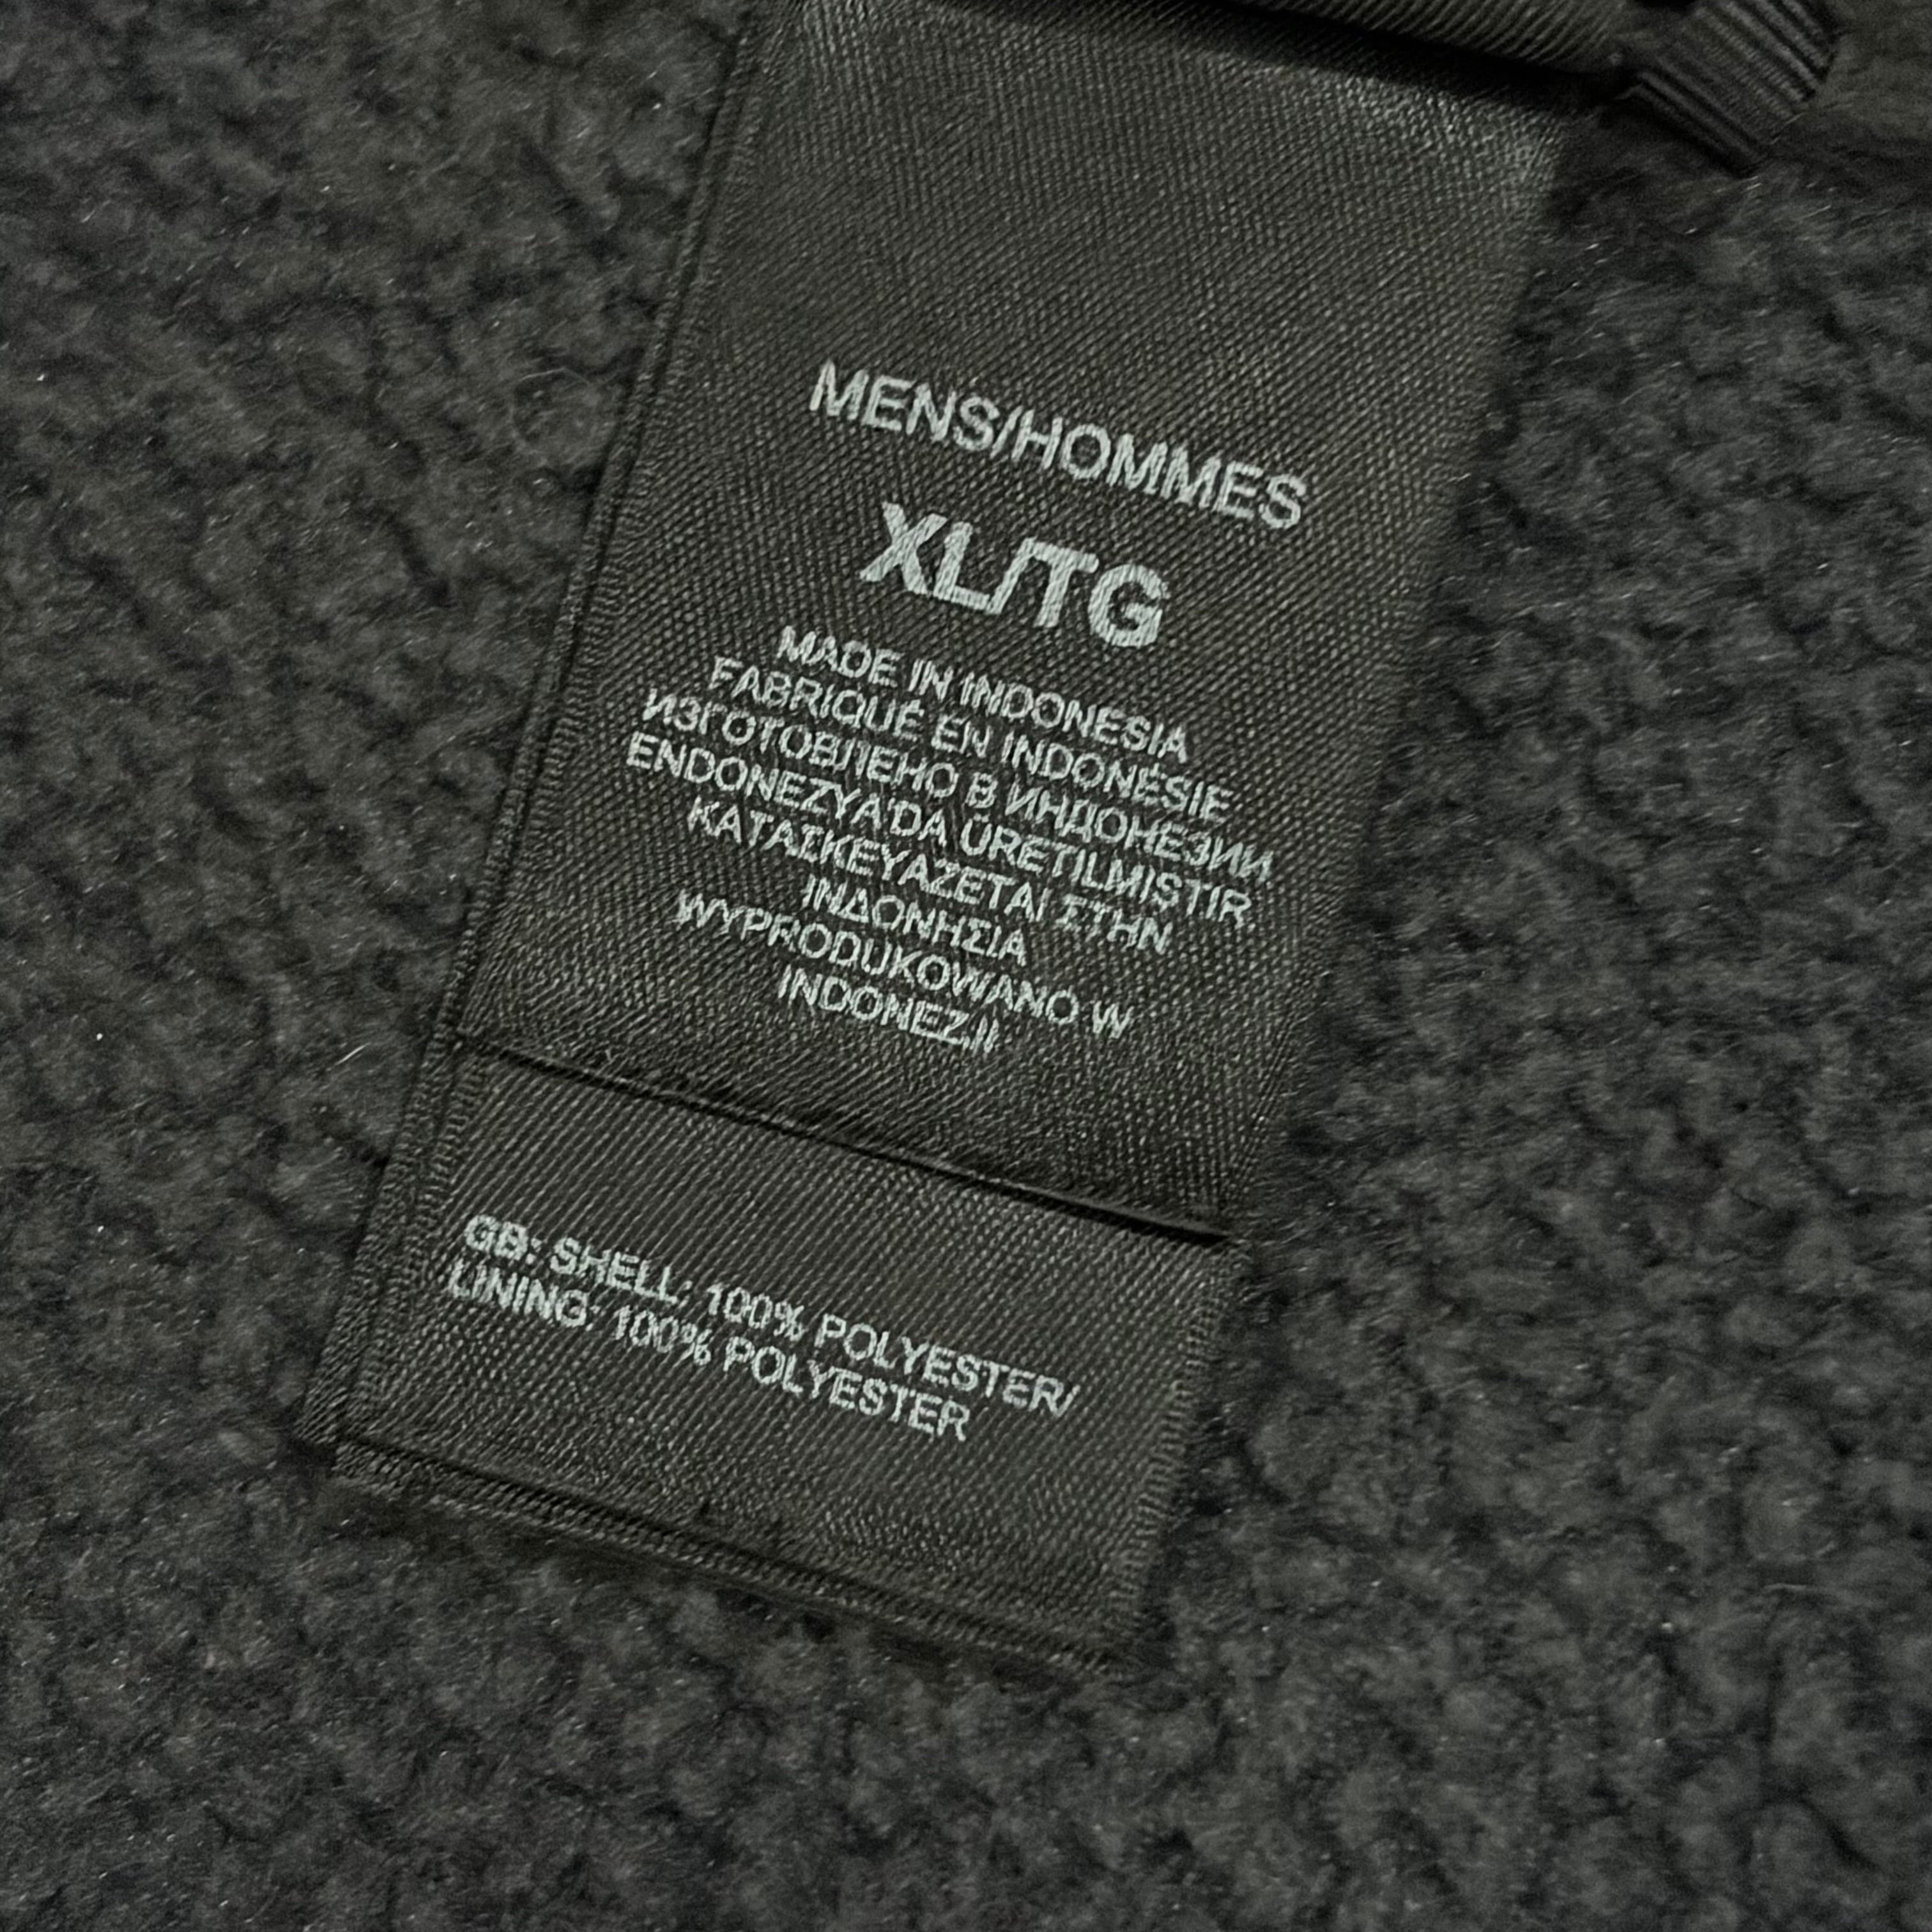 MENS/HOMMES
XL/TG
MADE IN INDONESIA
FABRIQUÉ EN INDONÉSIE
ИЗГОТОВЛЕНО В ИНДОНЕЗИИ
ENDONEZYA'DA ÜRETILMIŞTIR.
ΚΑΤΑΣΚΕΥΑΖΕΤΑΙ ΣΤΗΝ
ΙΝΔΟΝΗΣΙΑ
WYPRODUKOWANO W
INDONEZJI
GB: SHELL: 100% POLYESTER/
LINING: 100% POLYESTER